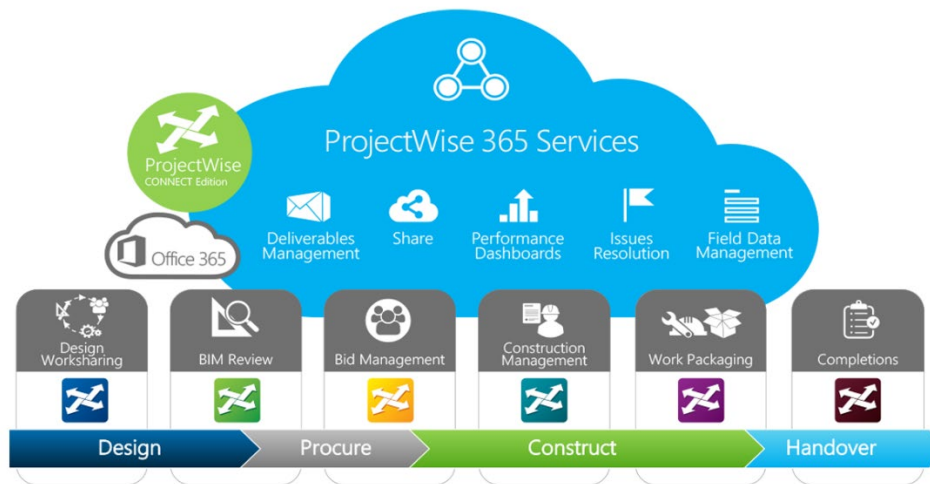 ProjectWise 365 Services
ProjectWise
CONNECT Edition
Office 365
Deliverables
Management
Share
Performance
Dashboards
Issues
Resolution
Field Data
Management
Design
Worksharing
BIM Review
Bid Management
Construction
Management
Work Packaging
Completions
Design
Procure
Construct
Handover